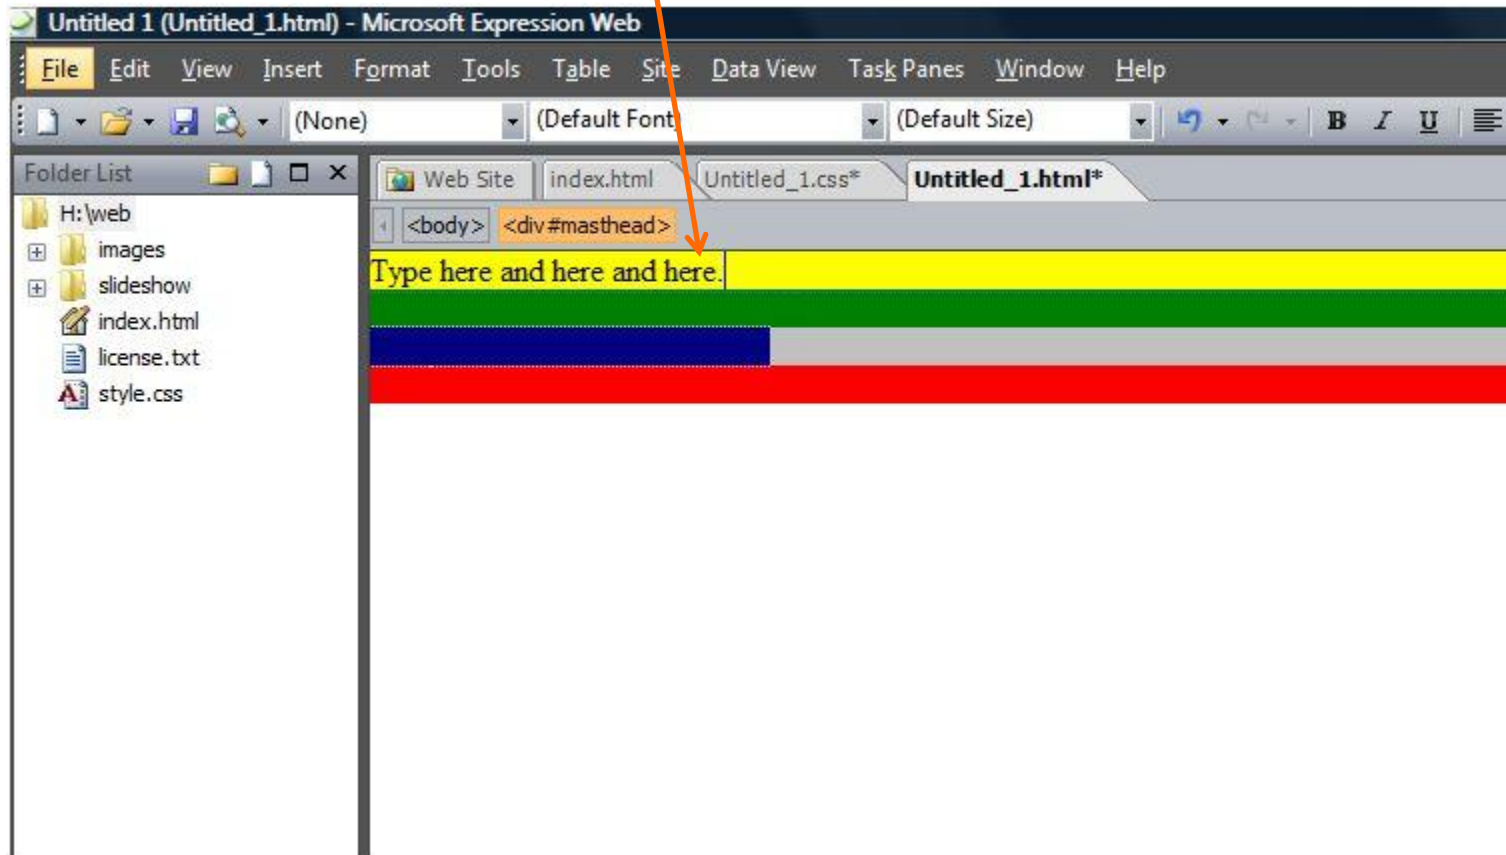 Untitled 1 (Untitled_1.html) - Microsoft Expression Web
File Edit View Insert Format Tools Table Site Data View Task Panes Window Help
(None) (Default Font) (Default Size) B I U
Folder List
Web Site index.html Untitled_1.css* Untitled_1.html*
H:\web
<body> <div#masthead>
images
Type here and here and here.
slideshow
index.html
license.txt
style.css